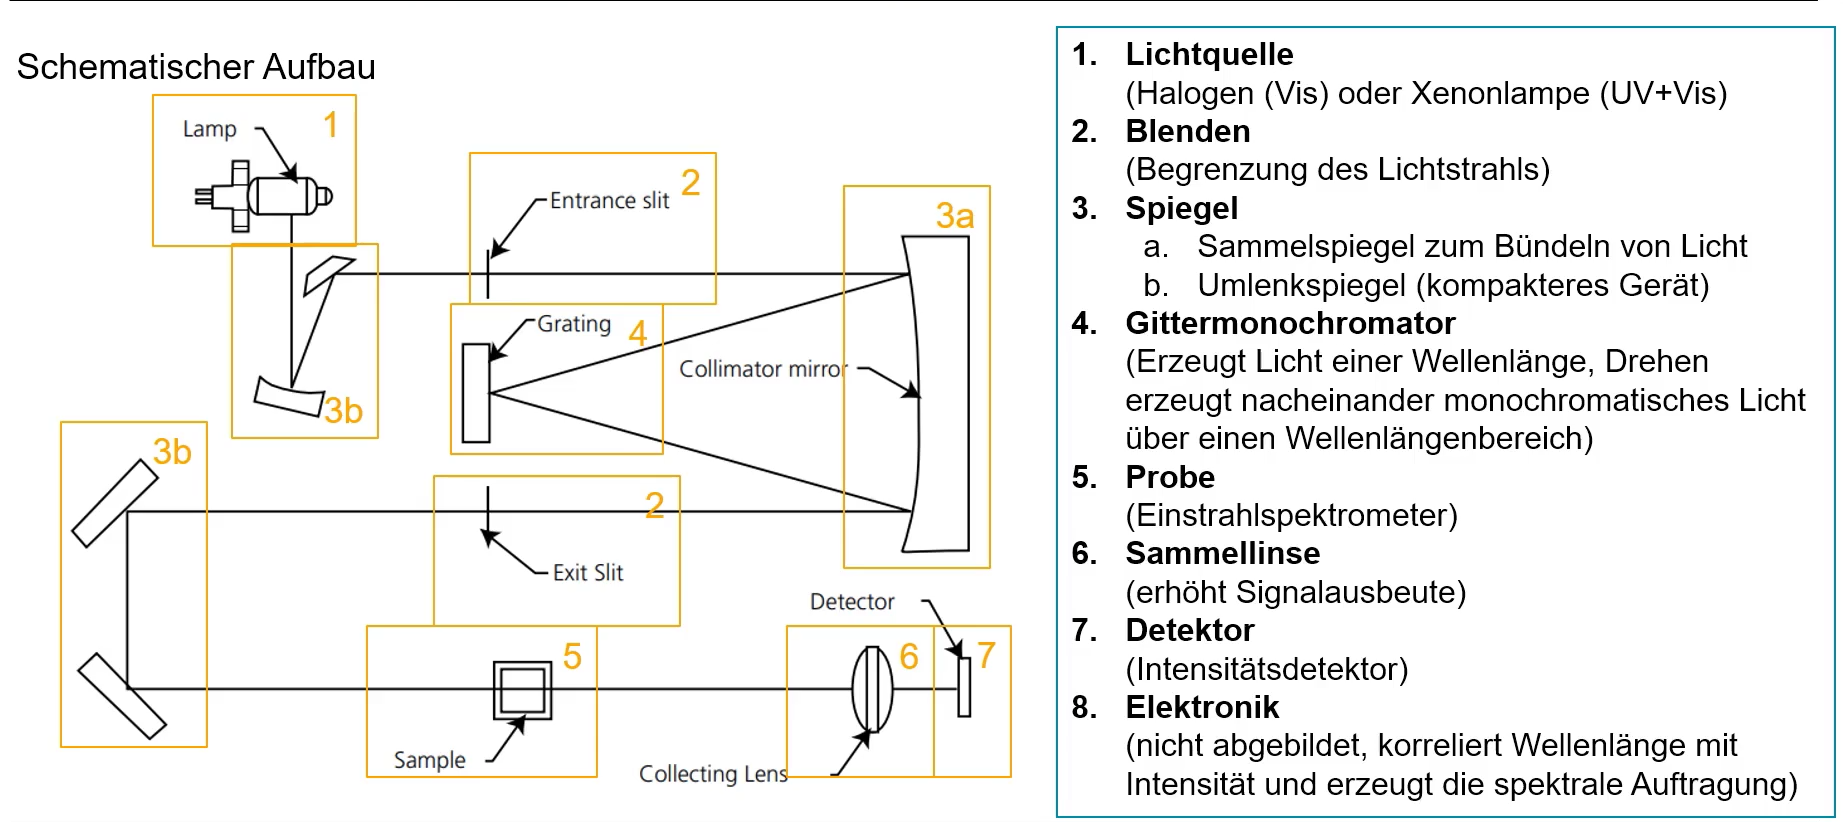 Schematischer Aufbau
Lamp
1
Entrance slit
2
3a
Grating
4
Collimator mirror
3b
3b
2
Exit Slit
Detector
5
6
7
Sample
Collecting Lens
1. Lichtquelle
(Halogen (Vis) oder Xenonlampe (UV+Vis)
2. Blenden
(Begrenzung des Lichtstrahls)
3. Spiegel
a. Sammelspiegel zum Bündeln von Licht
b. Umlenkspiegel (kompakteres Gerät)
4. Gittermonochromator
(Erzeugt Licht einer Wellenlänge, Drehen
erzeugt nacheinander monochromatisches Licht
über einen Wellenlängenbereich)
5. Probe
(Einstrahlspektrometer)
6. Sammellinse
(erhöht Signalausbeute)
7. Detektor
(Intensitätsdetektor)
8. Elektronik
(nicht abgebildet, korreliert Wellenlänge mit
Intensität und erzeugt die spektrale Auftragung)